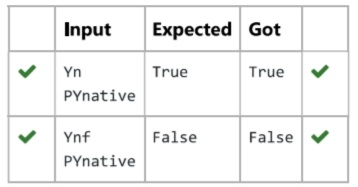 Input Expected Got
Yn True True
PYnative
Ynf False False
PYnative